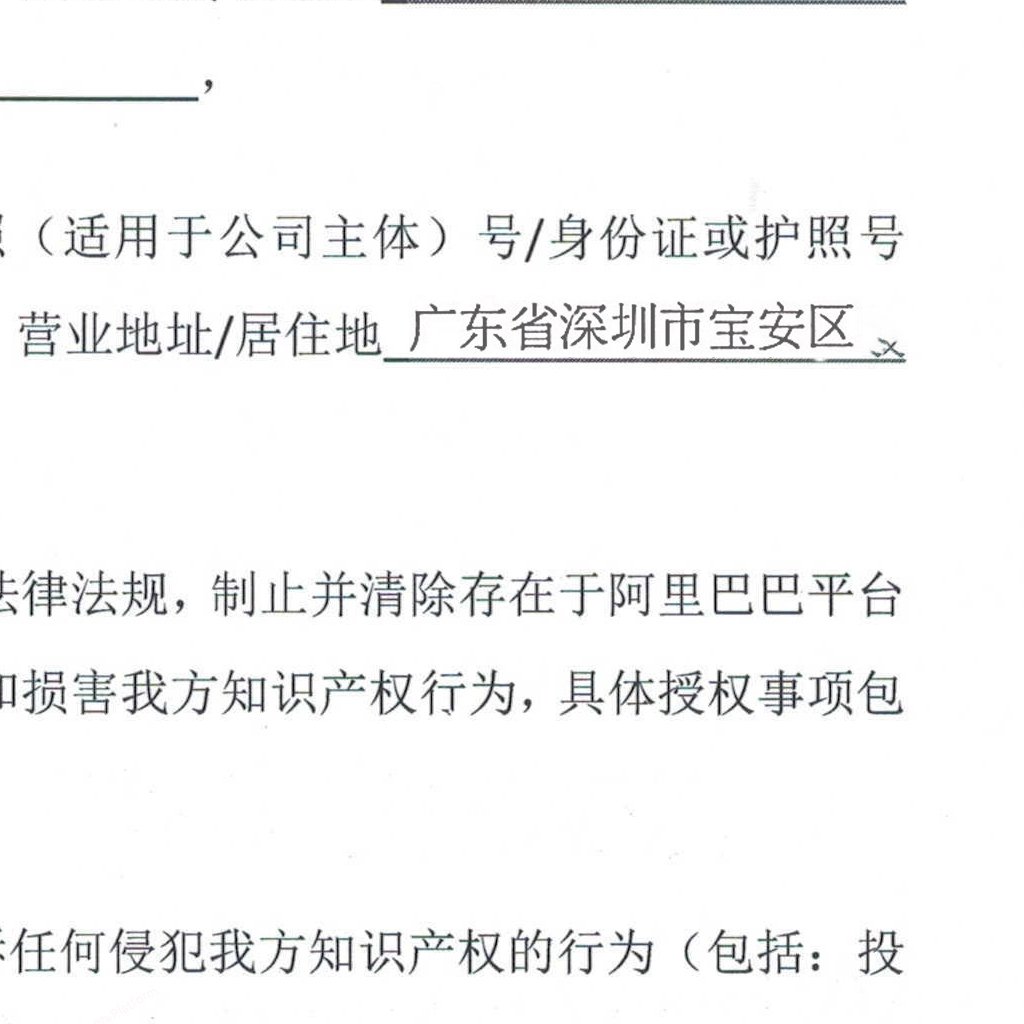 ，
照（适用于公司主体）号/身份证或护照号
营业地址/居住地 广东省深圳市宝安区
法律法规，制止并清除存在于阿里巴巴平台
和损害我方知识产权行为，具体授权事项包
任何侵犯我方知识产权的行为（包括：投